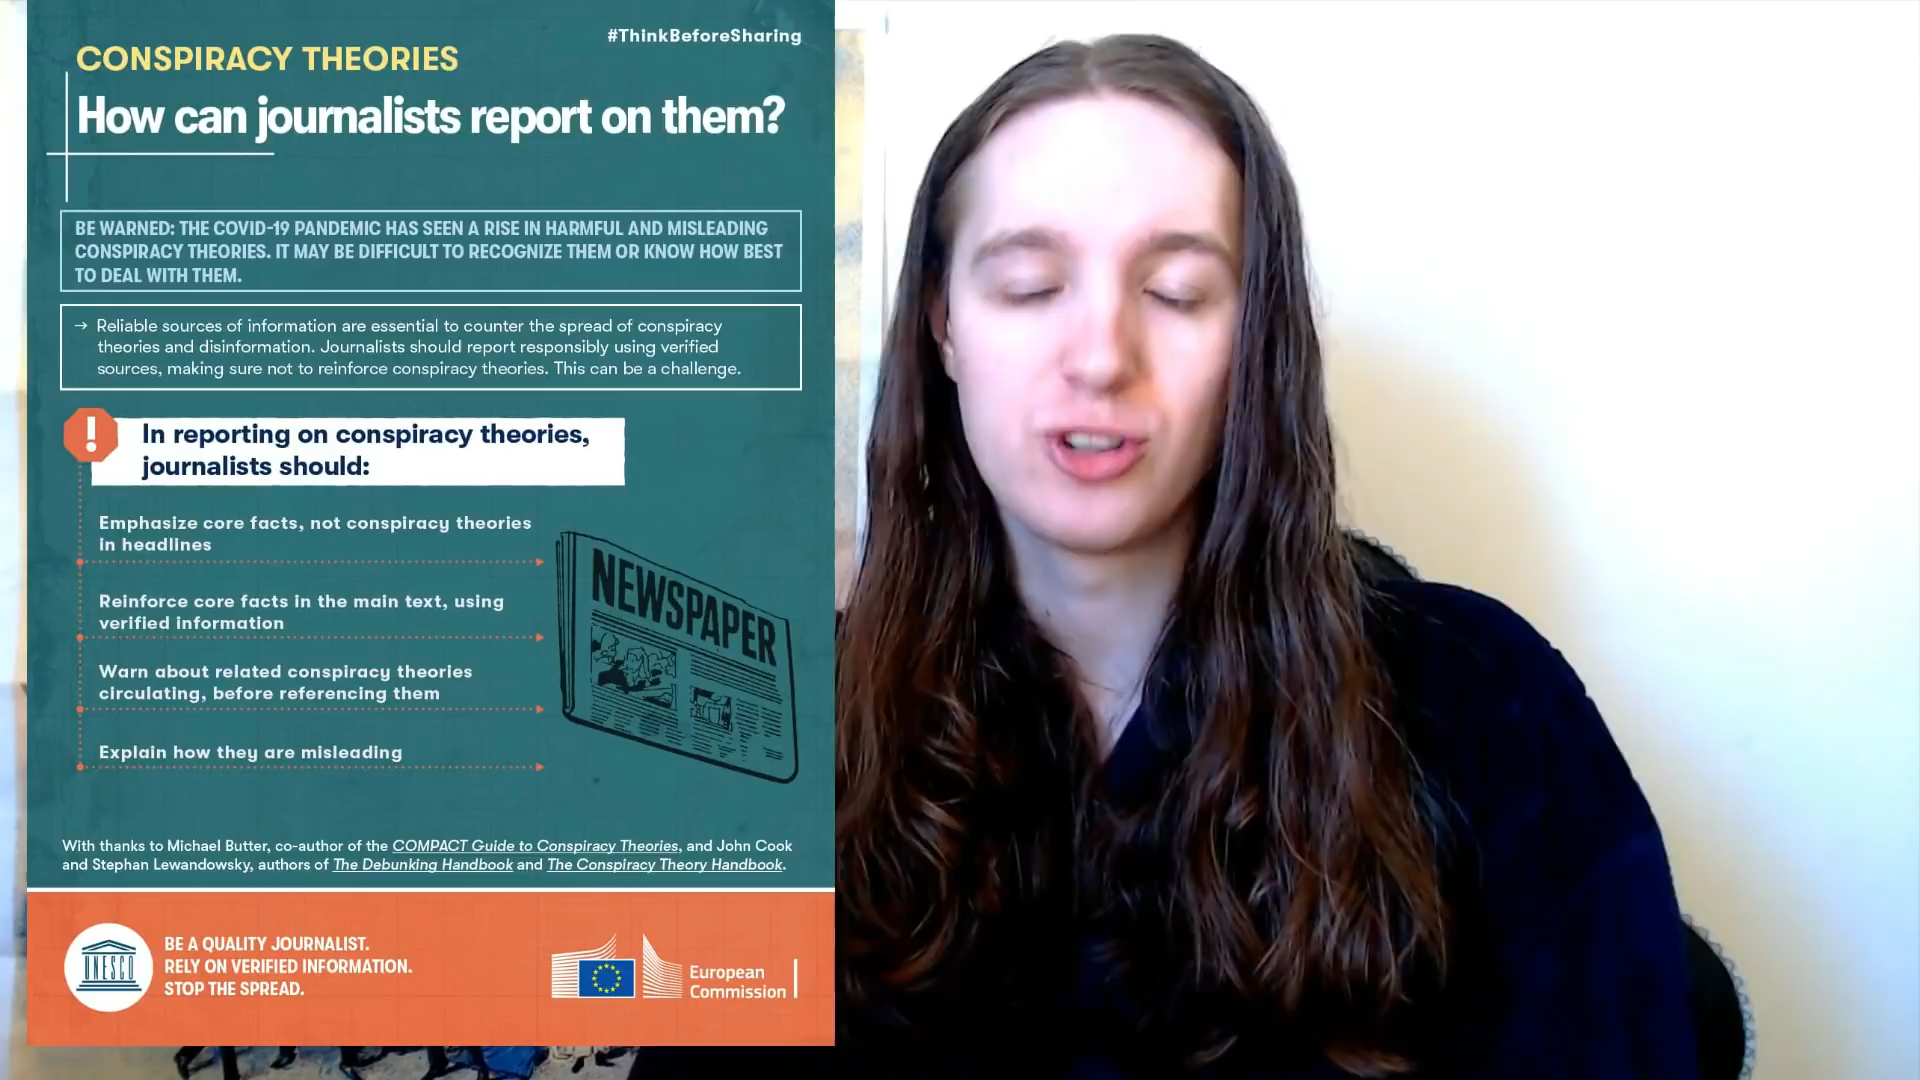 #ThinkBeforeSharing
CONSPIRACY THEORIES
How can journalists report on them?
BE WARNED: THE COVID-19 PANDEMIC HAS SEEN A RISE IN HARMFUL AND MISLEADING
CONSPIRACY THEORIES. IT MAY BE DIFFICULT TO RECOGNIZE THEM OR KNOW HOW BEST
TO DEAL WITH THEM.
→ Reliable sources of information are essential to counter the spread of conspiracy
theories and disinformation. Journalists should report responsibly using verified
sources, making sure not to reinforce conspiracy theories. This can be a challenge.
!
In reporting on conspiracy theories,
journalists should:
Emphasize core facts, not conspiracy theories
in headlines
Reinforce core facts in the main text, using
verified information
Warn about related conspiracy theories
circulating, before referencing them
Explain how they are misleading
NEWSPAPER
With thanks to Michael Butter, co-author of the COMPACT Guide to Conspiracy Theories, and John Cook
and Stephan Lewandowsky, authors of The Debunking Handbook and The Conspiracy Theory Handbook.
UNESCO
BE A QUALITY JOURNALIST.
RELY ON VERIFIED INFORMATION.
STOP THE SPREAD.
European
Commission